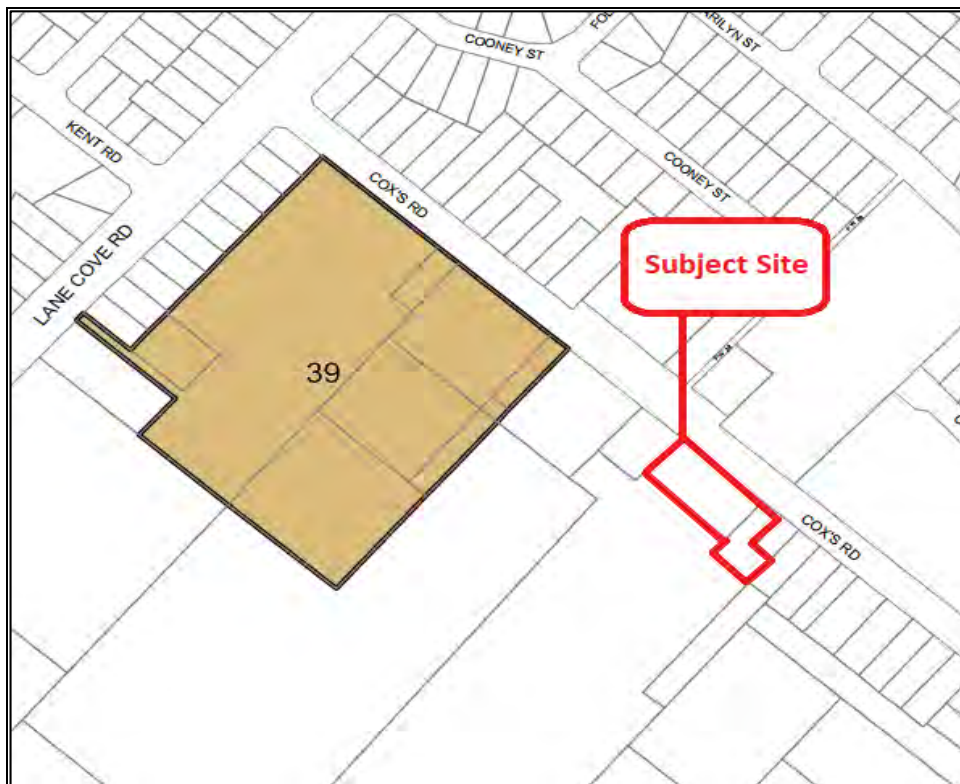 COONEY ST
KENT RD
COX'S RD
COONEY ST
LANE COVE RD
Subject Site
39
COX'S RD